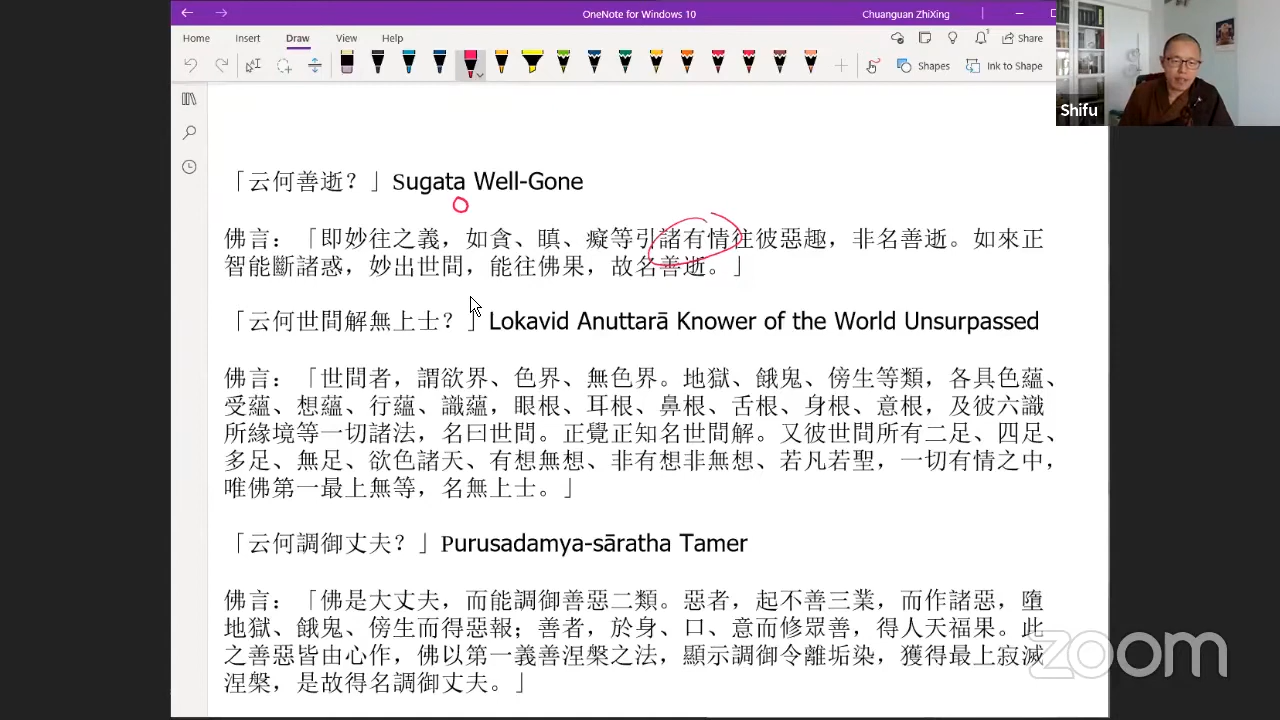 OneNote for Windows 10
Chuanguan ZhiXing
Home Insert Draw View Help
Share
Shapes
Ink to Shape
Shifu
「云何善逝？」Sugata Well-Gone
佛言：「即妙往之義，如貪、瞋、癡等引諸有情往彼惡趣，非名善逝。如來正
智能斷諸惑，妙出世間，能往佛果，故名善逝。」
「云何世間解無上士？」Lokavid Anuttarā Knower of the World Unsurpassed
佛言：「世間者，謂欲界、色界、無色界。地獄、餓鬼、傍生等類，各具色蘊、
受蘊、想蘊、行蘊、識蘊，眼根、耳根、鼻根、舌根、身根、意根，及彼六識
所緣境等一切諸法，名曰世間。正覺正知名世間解。又彼世間所有二足、四足、
多足、無足、欲色諸天、有想無想、非有想非無想、若凡若聖，一切有情之中，
唯佛第一最上無等，名無上士。」
「云何調御丈夫？」Purusadamya-sāratha Tamer
佛言：「佛是大丈夫，而能調御善惡二類。惡者，起不善三業，而作諸惡，墮
地獄、餓鬼、傍生而得惡報；善者，於身、口、意而修眾善，得人天福果。此
之善惡皆由心作，佛以第一義善涅槃之法，顯示調御令離垢染，獲得最上寂滅
涅槃，是故得名調御丈夫。」
zoom